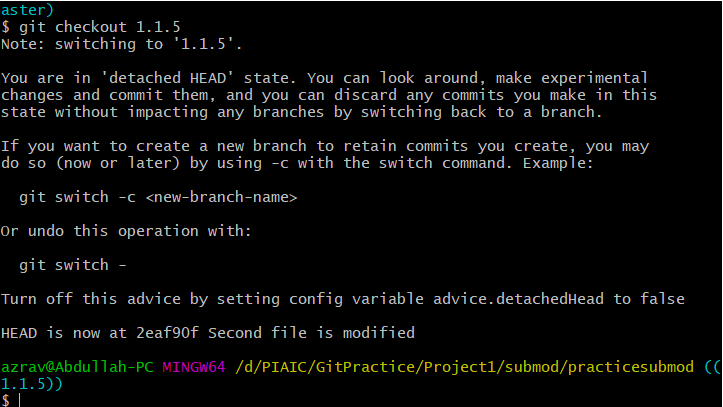 aster)
$ git checkout 1.1.5
Note: switching to '1.1.5'.
You are in 'detached HEAD' state. You can look around, make experimental
changes and commit them, and you can discard any commits you make in this
state without impacting any branches by switching back to a branch.
If you want to create a new branch to retain commits you create, you may
do so (now or later) by using -c with the switch command. Example:
  git switch -c <new-branch-name>
Or undo this operation with:
  git switch -
Turn off this advice by setting config variable advice.detachedHead to false
HEAD is now at 2eaf90f Second file is modified
azrav@Abdullah-PC MINGW64 /d/PIAIC/GitPractice/Project1/submod/practicesubmod ((
1.1.5))
$